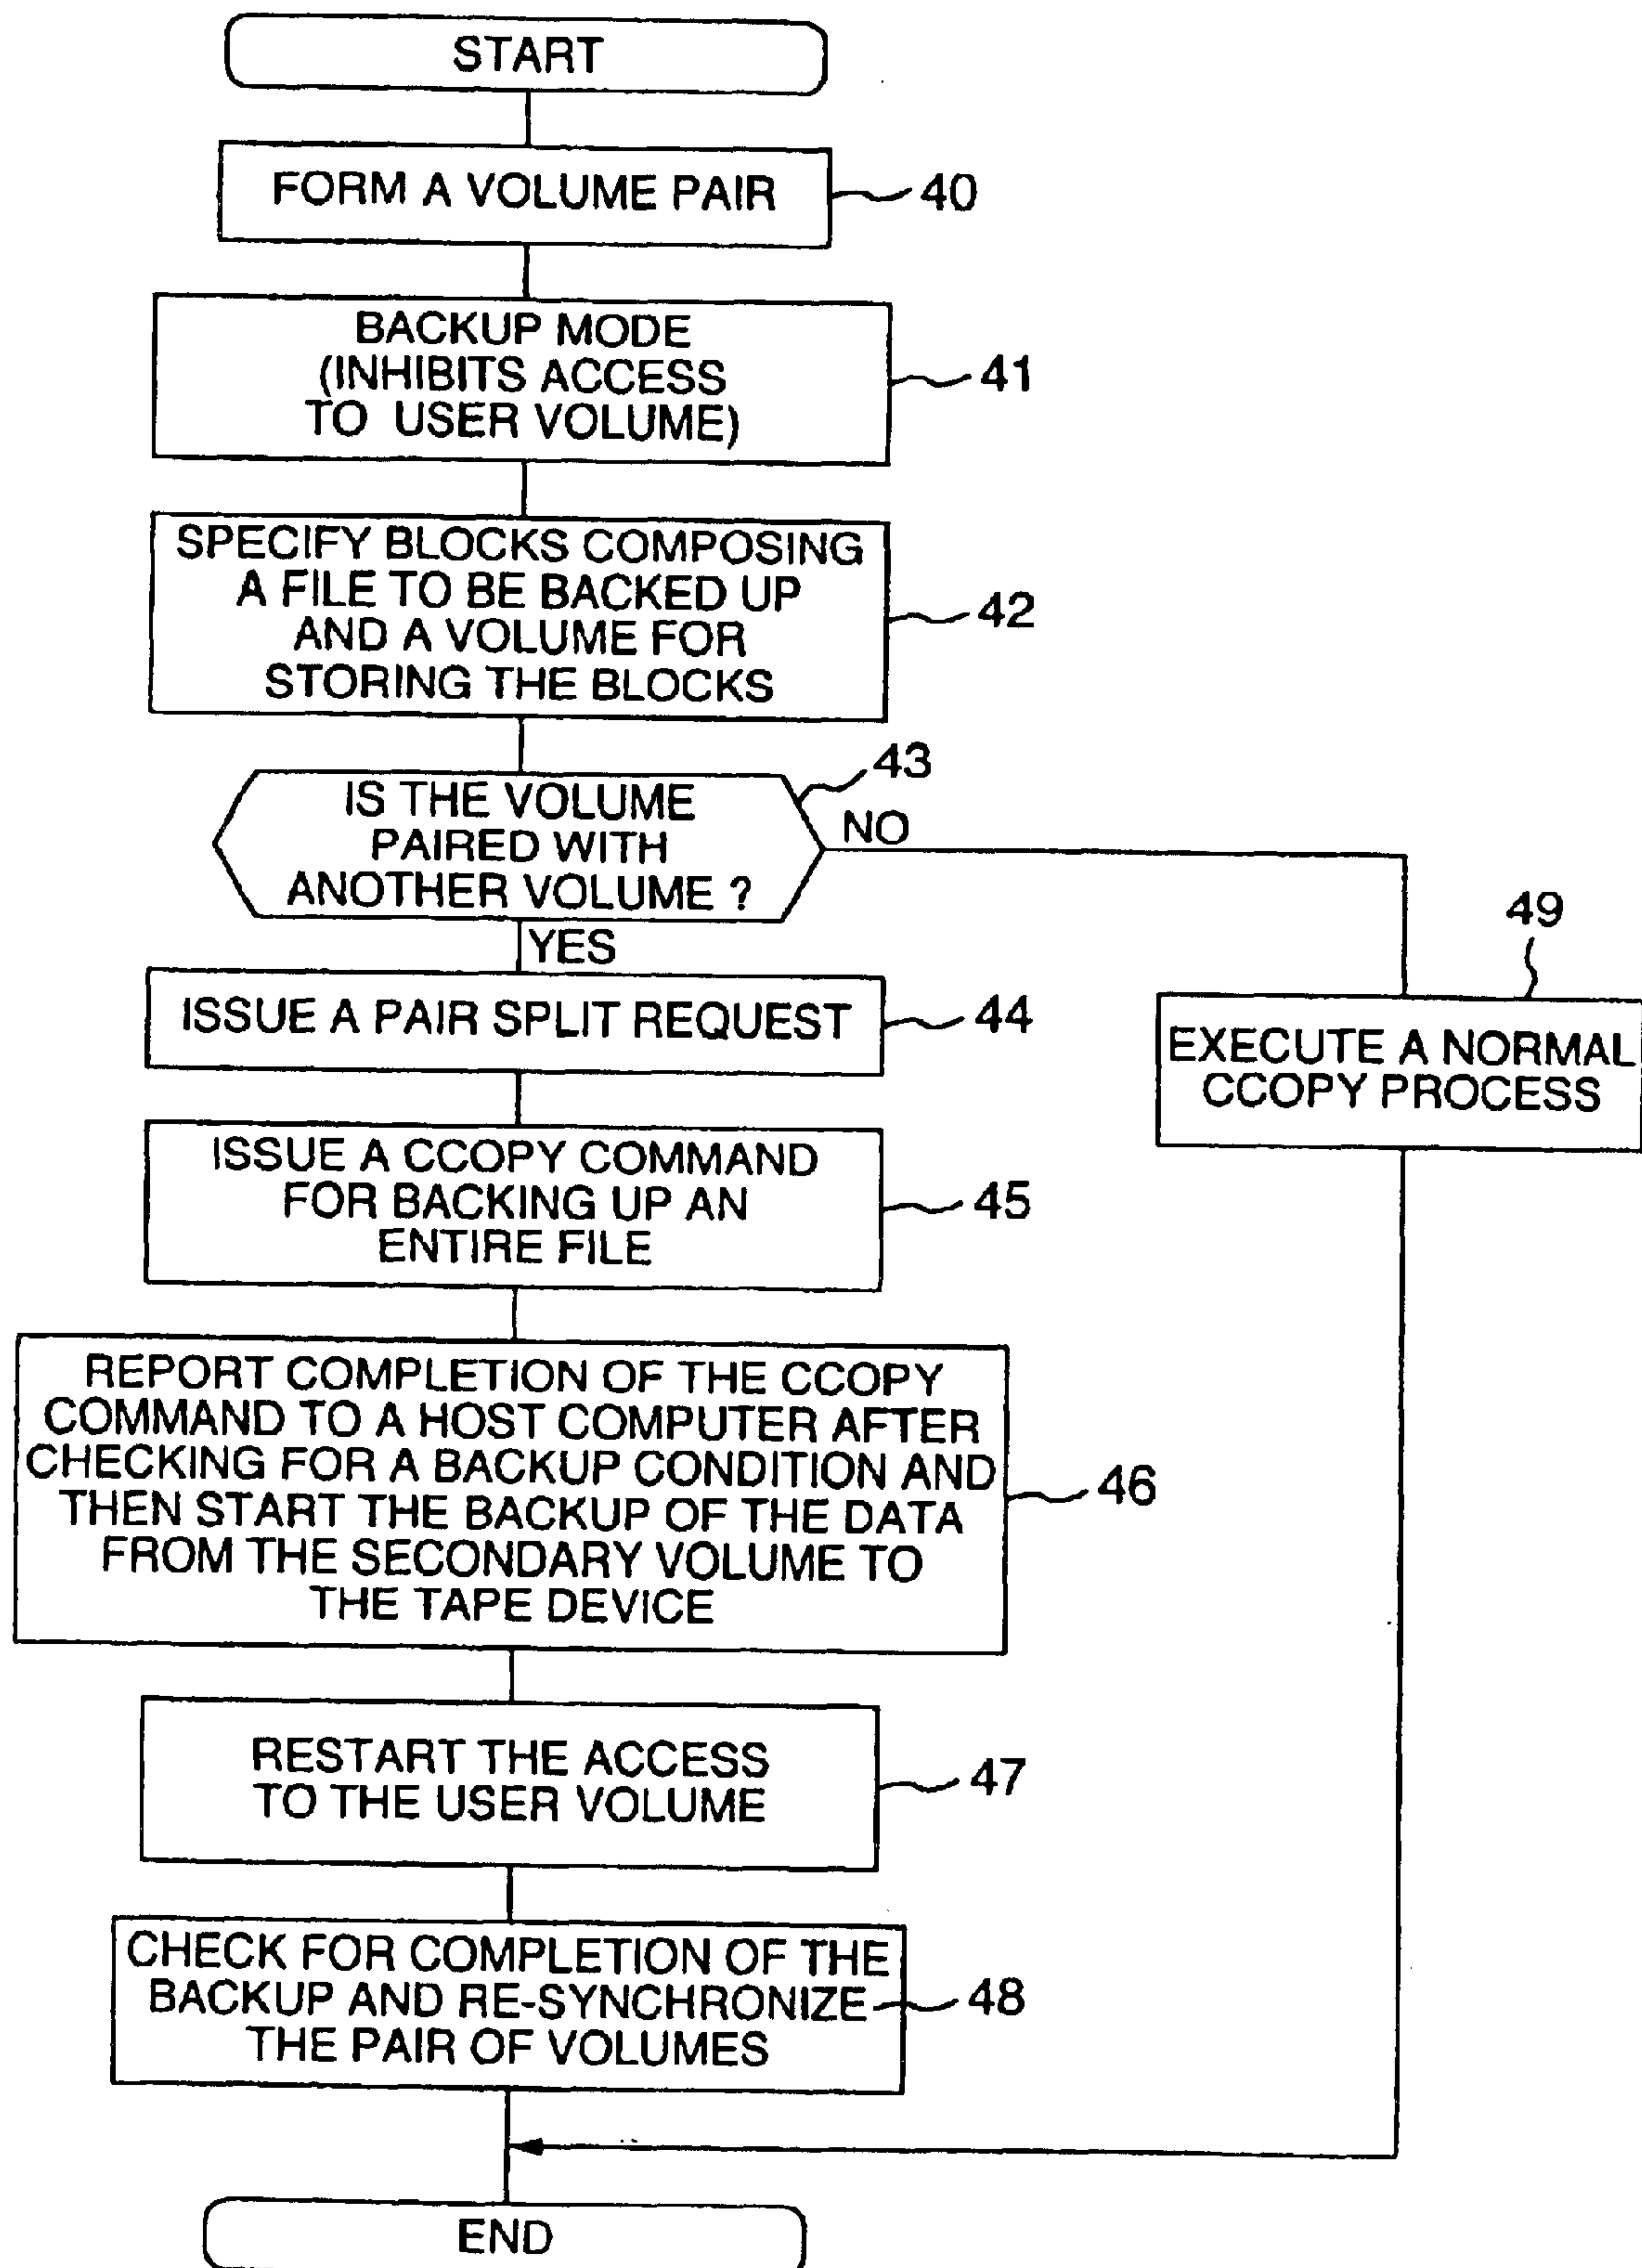 START
FORM A VOLUME PAIR
40
BACKUP MODE
(INHIBITS ACCESS
TO USER VOLUME)
41
SPECIFY BLOCKS COMPOSING
A FILE TO BE BACKED UP
AND A VOLUME FOR
STORING THE BLOCKS
42
43
IS THE VOLUME
PAIRED WITH
ANOTHER VOLUME ?
NO
YES
49
ISSUE A PAIR SPLIT REQUEST
44
EXECUTE A NORMAL
CCOPY PROCESS
ISSUE A CCOPY COMMAND
FOR BACKING UP AN
ENTIRE FILE
45
REPORT COMPLETION OF THE CCOPY
COMMAND TO A HOST COMPUTER AFTER
CHECKING FOR A BACKUP CONDITION AND
THEN START THE BACKUP OF THE DATA
FROM THE SECONDARY VOLUME TO
THE TAPE DEVICE
46
RESTART THE ACCESS
TO THE USER VOLUME
47
CHECK FOR COMPLETION OF THE
BACKUP AND RE-SYNCHRONIZE
THE PAIR OF VOLUMES
48
END